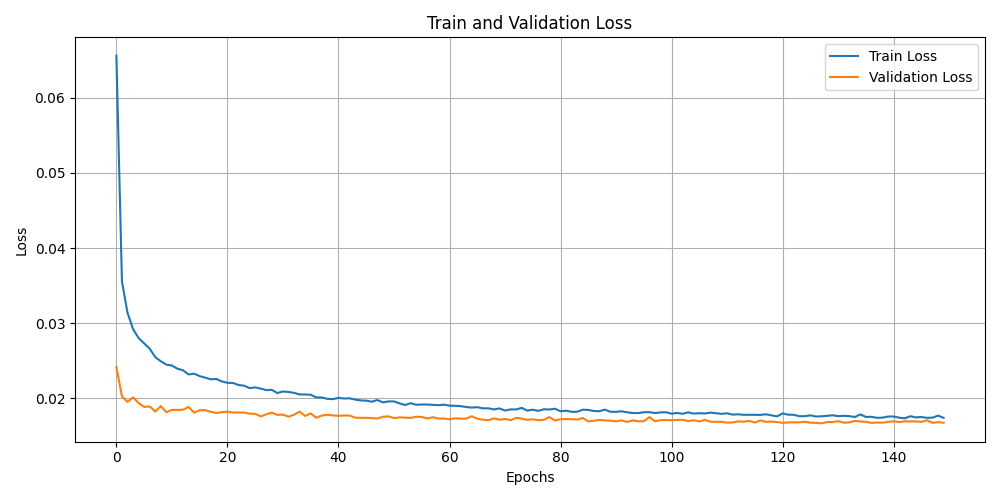 Train and Validation Loss
Train Loss
Validation Loss
0.06
0.05
0.04
0.03
0.02
Loss
0 20 40 60 80 100 120 140
Epochs